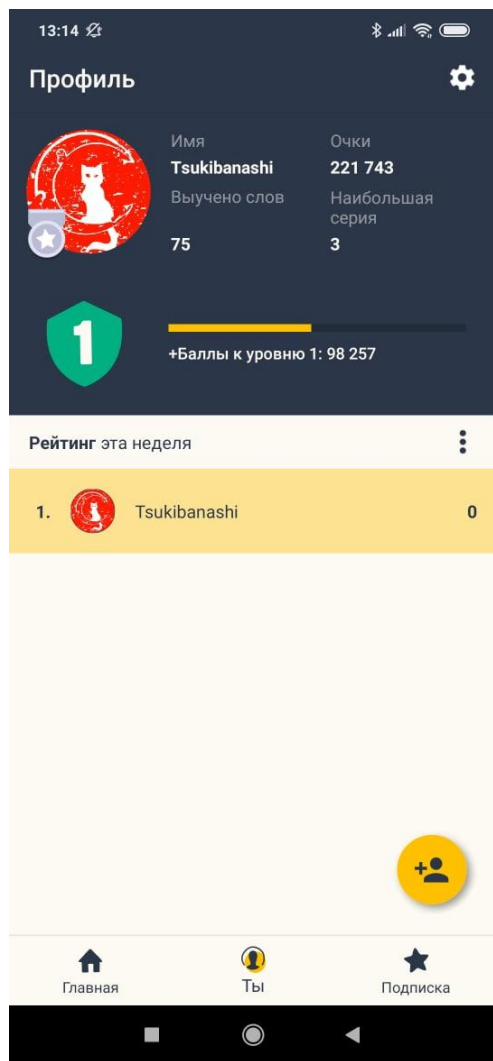 13:14
Профиль
Имя
Очки
Tsukibanashi
221 743
Выучено слов
Наибольшая
серия
75
3
1
+Баллы к уровню 1: 98 257
Рейтинг эта неделя
1.
Tsukibanashi
0
Главная
Ты
Подписка